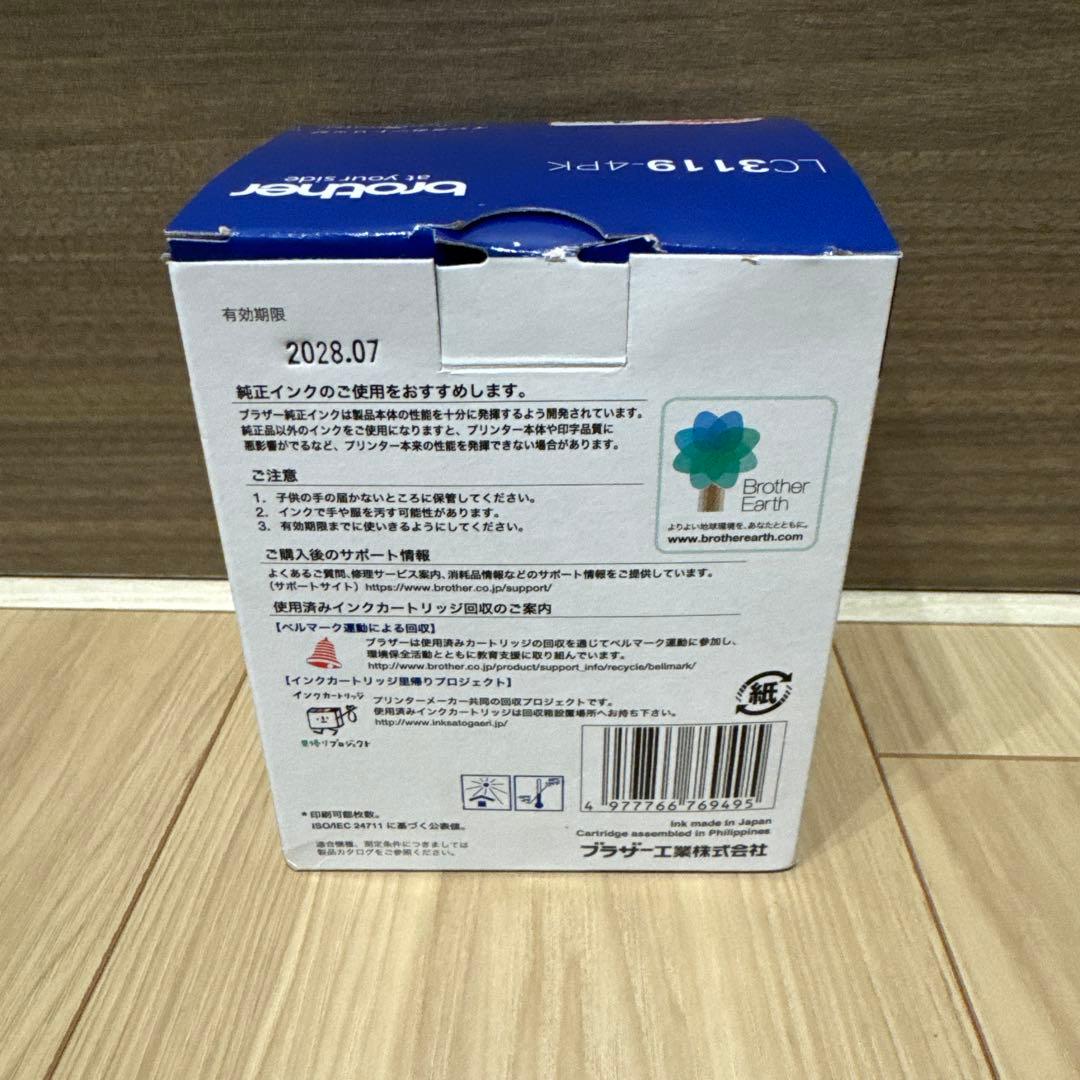 LC3119-4PK
brother
at your side
有効期限
2028.07
純正インクのご使用をおすすめします。
ブラザー純正インクは製品本体の性能を十分に発揮するよう開発されています。
純正品以外のインクをご使用になりますと、プリンター本体や印字品質に
悪影響がでるなど、プリンター本来の性能を発揮できない場合があります。
ご注意
1. 子供の手の届かないところに保管してください。
2. インクで手や服を汚す可能性があります。
3. 有効期限までに使いきるようにしてください。
Brother
Earth
よりよい地球環境を、あなたとともに。
www.brotherearth.com
ご購入後のサポート情報
よくあるご質問、修理サービス案内、消耗品情報などのサポート情報をご提供しています。
(サポートサイト) https://www.brother.co.jp/support/
使用済みインクカートリッジ回収のご案内
【ベルマーク運動による回収】
ブラザーは使用済みカートリッジの回収を通じてベルマーク運動に参加し、
環境保全活動とともに教育支援に取り組んでいます。
http://www.brother.co.jp/product/support_info/recycle/bellmark/
【インクカートリッジ里帰りプロジェクト】
インクカートリッジ
里帰りプロジェクト
プリンターメーカー共同の回収プロジェクトです。
使用済みインクカートリッジは回収箱設置場所へお持ち下さい。
http://www.inksatogaeri.jp/
紙
4 977766 769495
*印刷可能枚数。
ISO/IEC 24711 に基づく公表値。
適合機種、測定条件につきましては
製品カタログをご参照ください。
Ink made in Japan
Cartridge assembled in Philippines
ブラザー工業株式会社